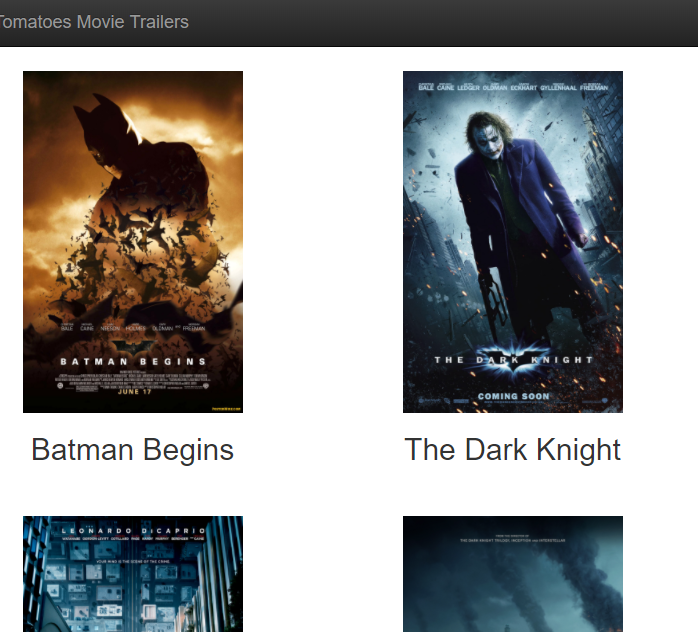 Tomatoes Movie Trailers
BALE CAINE LEDGER OLDMAN ECKHART GYLLENHAAL FREEMAN
BALE CAINE NEESON HOLMES OLDMAN FREEMAN
BATMAN BEGINS
JUNE 17
THE DARK KNIGHT
COMING SOON
Batman Begins
The Dark Knight
LEONARDO DiCAPRIO
YOUR MIND IS THE SCENE OF THE CRIME.
FROM THE DIRECTOR OF
THE DARK KNIGHT TRILOGY, INCEPTION AND INTERSTELLAR